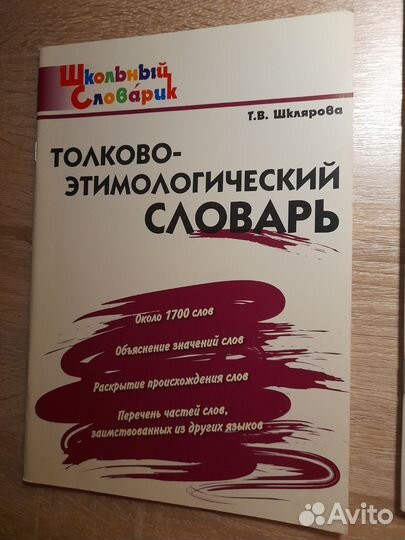 Школьный
Словарик
Т.В. Шклярова
ТОЛКОВО-
ЭТИМОЛОГИЧЕСКИЙ
СЛОВАРЬ
Около 1700 слов
Объяснение значений слов
Раскрытие происхождения слов
Перечень частей слов,
заимствованных из других языков
Avito